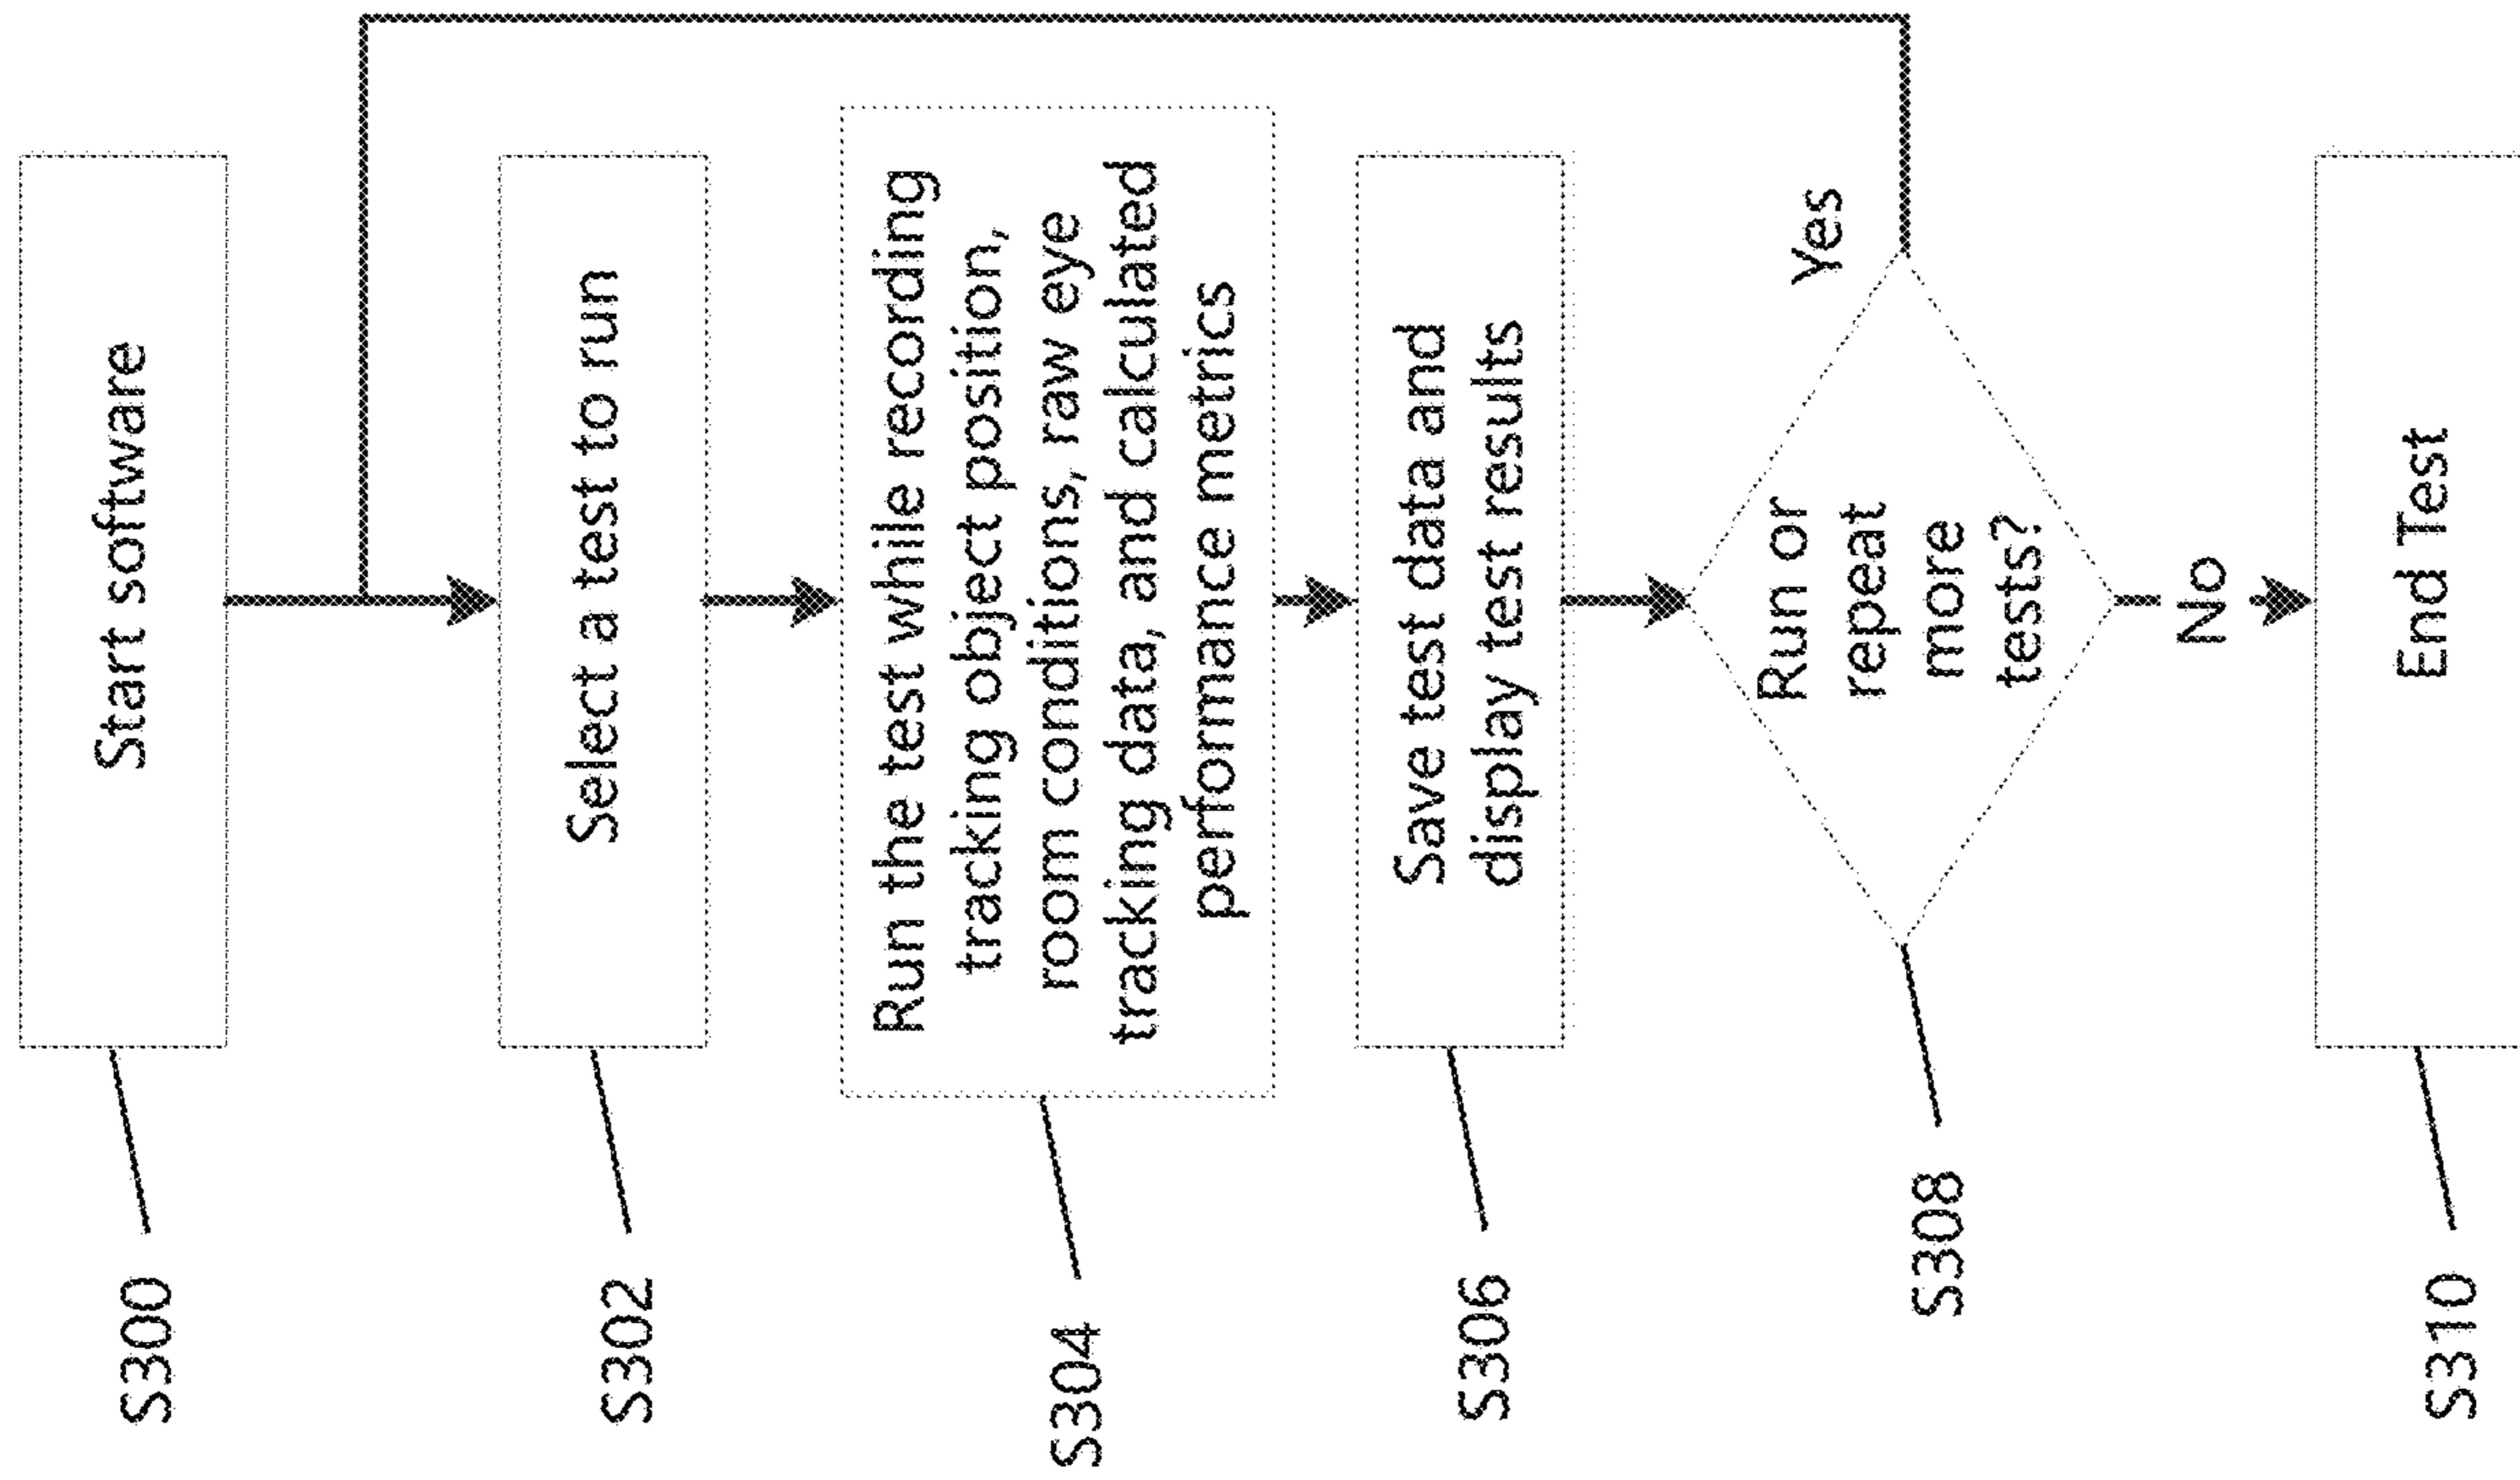 S300
Start software
S302
Select a test to run
S304
Run the test while recording
tracking object position,
room conditions, raw eye
tracking data, and calculated
performance metrics
S306
Save test data and
display test results
S308
Run or
repeat
more
tests?
Yes
No
S310
End Test